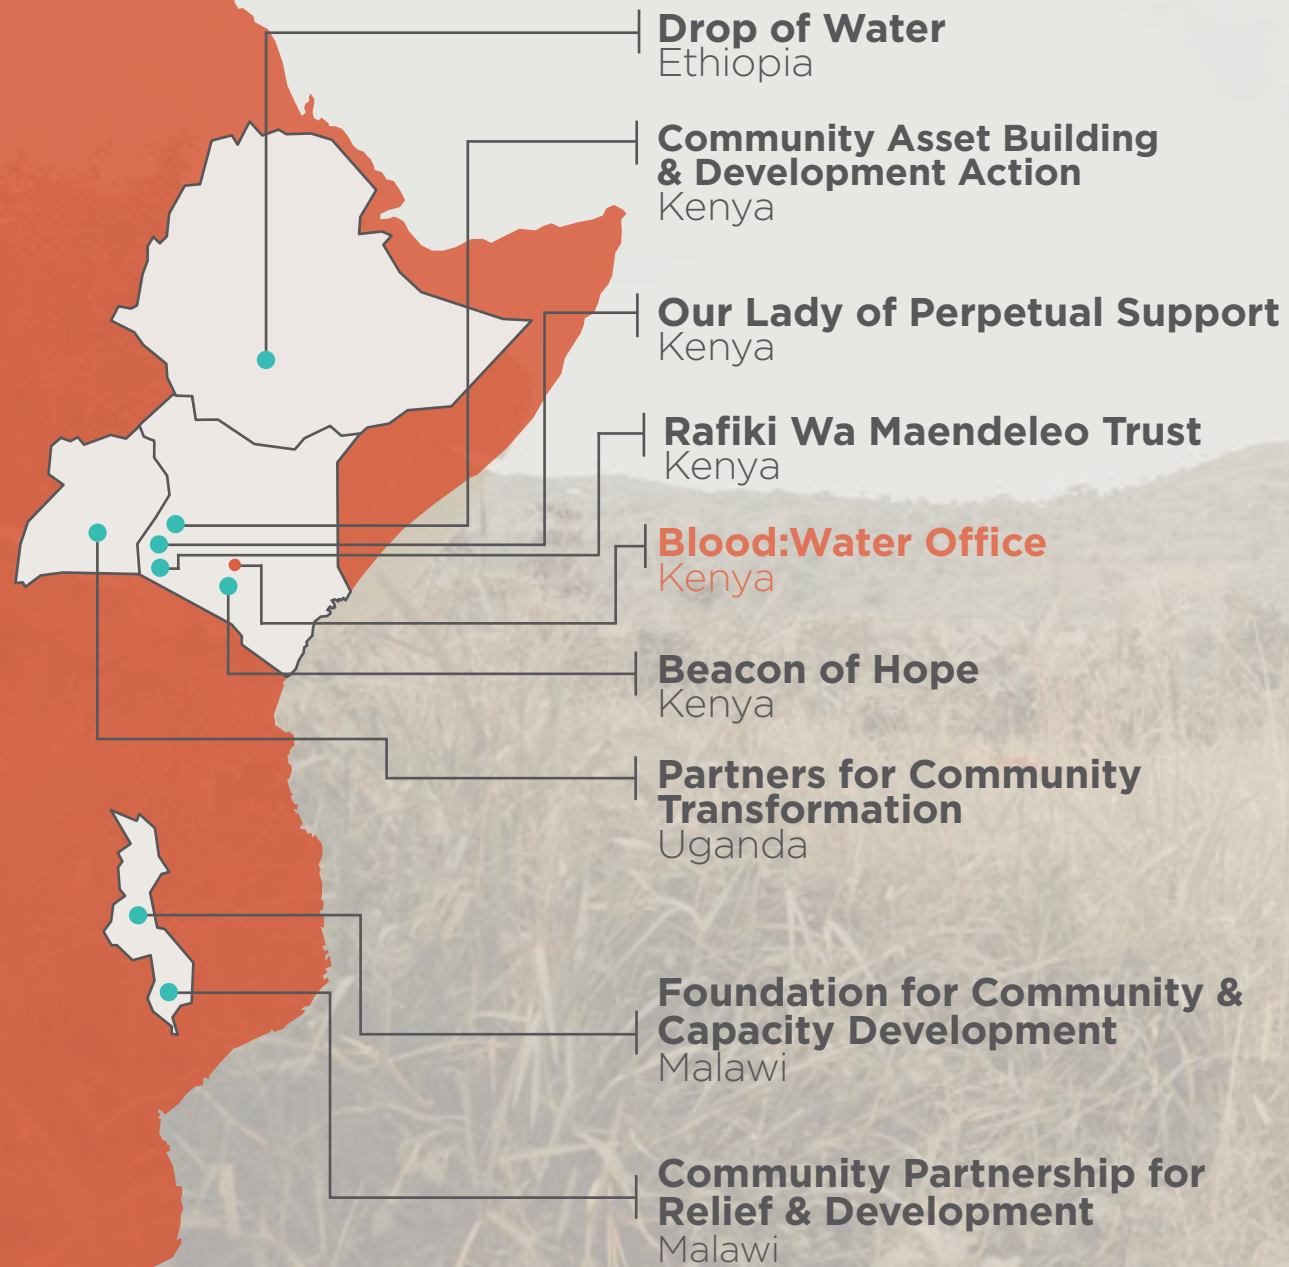 Drop of Water
Ethiopia
Community Asset Building
& Development Action
Kenya
Our Lady of Perpetual Support
Kenya
Rafiki Wa Maendeleo Trust
Kenya
Blood:Water Office
Kenya
Beacon of Hope
Kenya
Partners for Community
Transformation
Uganda
Foundation for Community &
Capacity Development
Malawi
Community Partnership for
Relief & Development
Malawi